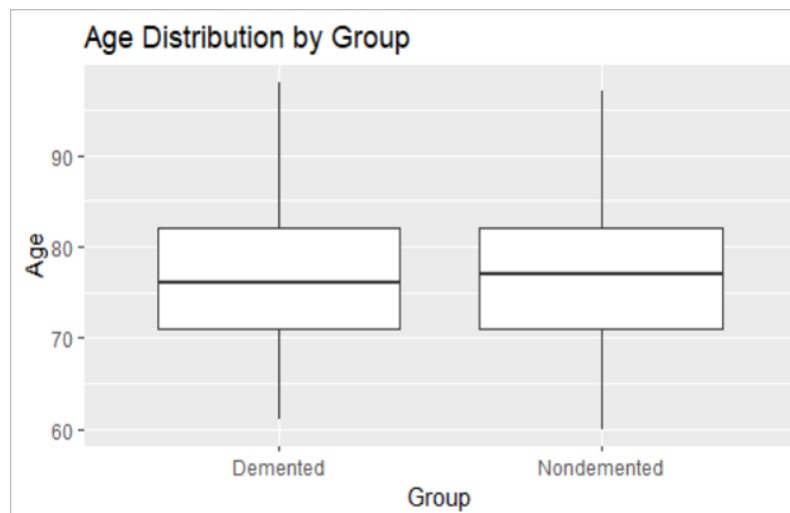 Age Distribution by Group
Age
90
80
70
60
Demented Nondemented
Group